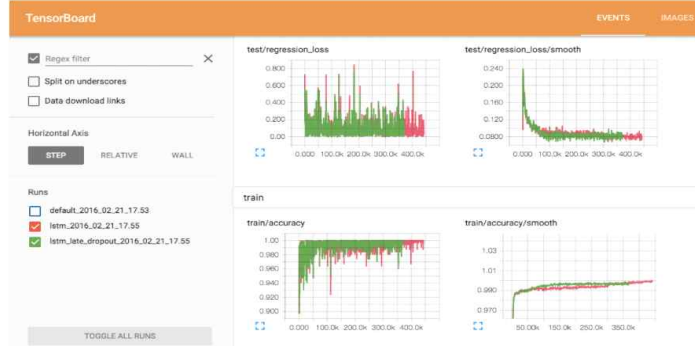 TensorBoard
EVENTS
IMAGES
Regex filter
Split on underscores
Data download links
Horizontal Axis
STEP RELATIVE WALL
Runs
default_2016_02_21_17.53
lstm_2016_02_21_17.55
lstm_late_dropout_2016_02_21_17.55
TOGGLE ALL RUNS
test/regression_loss
0.800
0.600
0.400
0.200
0.00
0.000 100.0k 200.0k 300.0k 400.0k
test/regression_loss/smooth
0.240
0.200
0.160
0.120
0.0800
0.000 100.0k 200.0k 300.0k 400.0k
train
train/accuracy
1.00
0.980
0.960
0.940
0.920
0.900
0.000 100.0k 200.0k 300.0k 400.0k
train/accuracy/smooth
1.03
1.01
0.990
0.970
50.00k 150.0k 250.0k 350.0k